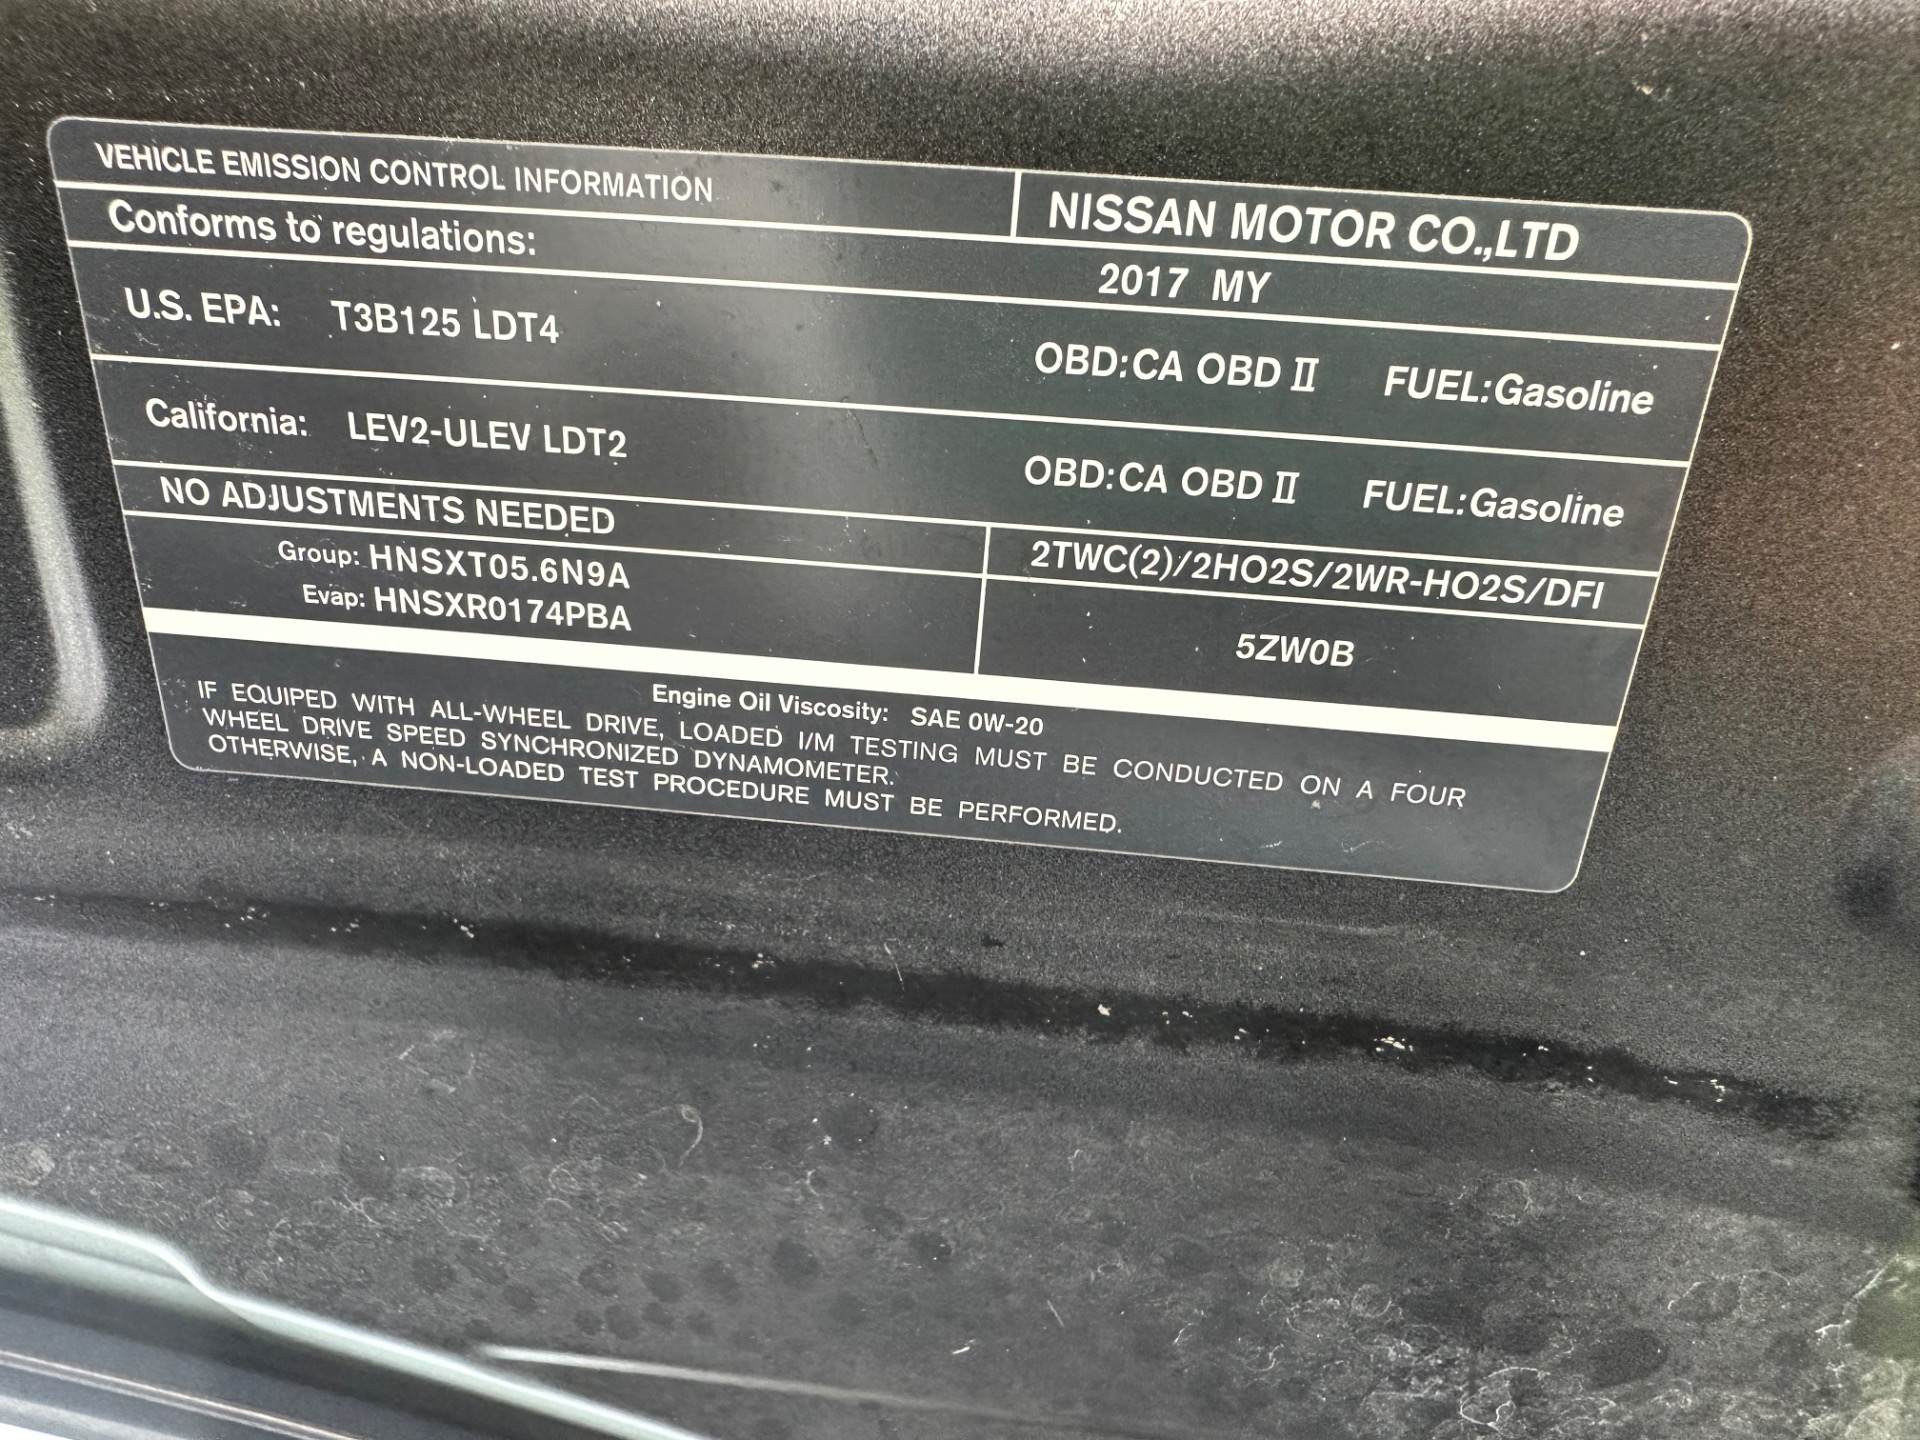 VEHICLE EMISSION CONTROL INFORMATION
NISSAN MOTOR CO.,LTD
Conforms to regulations:
2017 MY
U.S. EPA: T3B125 LDT4
OBD:CA OBD II FUEL:Gasoline
California: LEV2-ULEV LDT2
OBD:CA OBD II FUEL:Gasoline
NO ADJUSTMENTS NEEDED
2TWC(2)/2HO2S/2WR-HO2S/DFI
Group: HNSXT05.6N9A
Evap: HNSXR0174PBA
5ZW0B
Engine Oil Viscosity: SAE 0W-20
IF EQUIPED WITH ALL-WHEEL DRIVE, LOADED I/M TESTING MUST BE CONDUCTED ON A FOUR
WHEEL DRIVE SPEED SYNCHRONIZED DYNAMOMETER.
OTHERWISE, A NON-LOADED TEST PROCEDURE MUST BE PERFORMED.